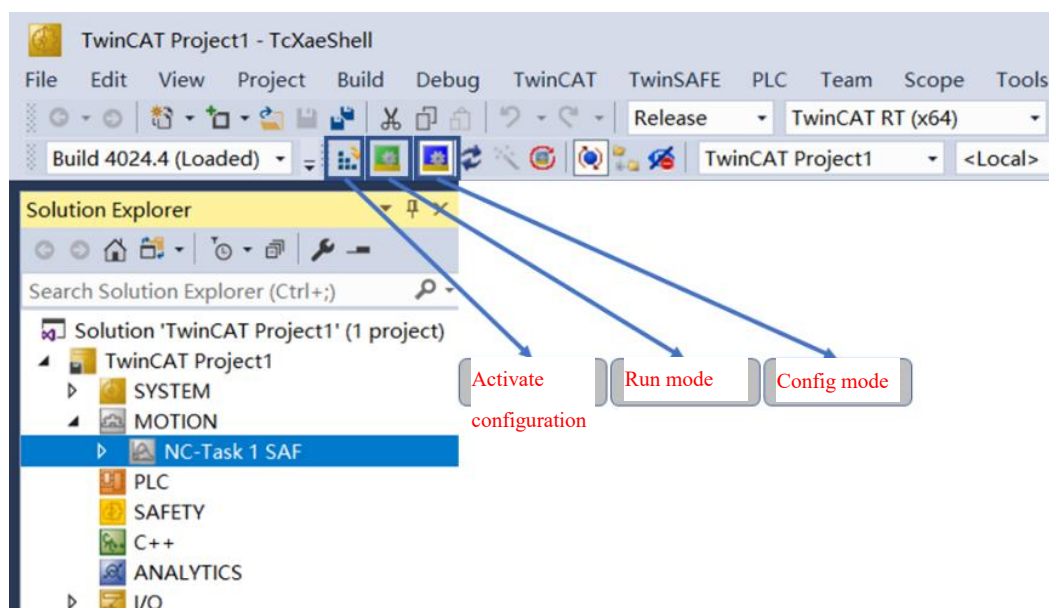 TwinCAT Project1 - TcXaeShell
File Edit View Project Build Debug TwinCAT TwinSAFE PLC Team Scope Tools
Release TwinCAT RT (x64)
Build 4024.4 (Loaded) TwinCAT Project1 <Local>
Solution Explorer
Search Solution Explorer (Ctrl+;)
Solution 'TwinCAT Project1' (1 project)
TwinCAT Project1
SYSTEM
MOTION
NC-Task 1 SAF
PLC
SAFETY
C++
ANALYTICS
I/O
Activate
configuration
Run mode
Config mode